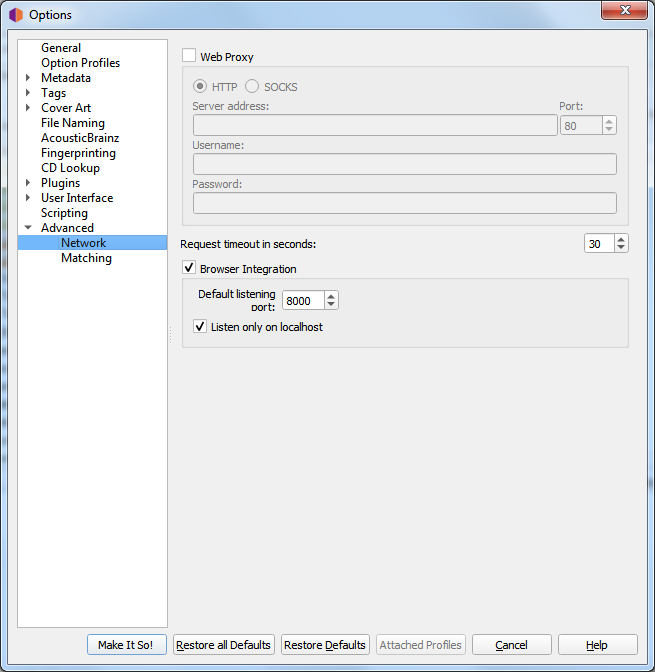 Options
General
Option Profiles
Metadata
Tags
Cover Art
File Naming
AcousticBrainz
Fingerprinting
CD Lookup
Plugins
User Interface
Scripting
Advanced
Network
Matching
Web Proxy
HTTP SOCKS
Server address: Port:
80
Username:
Password:
Request timeout in seconds: 30
Browser Integration
Default listening
port: 8000
Listen only on localhost
Make It So! Restore all Defaults Restore Defaults Attached Profiles Cancel Help